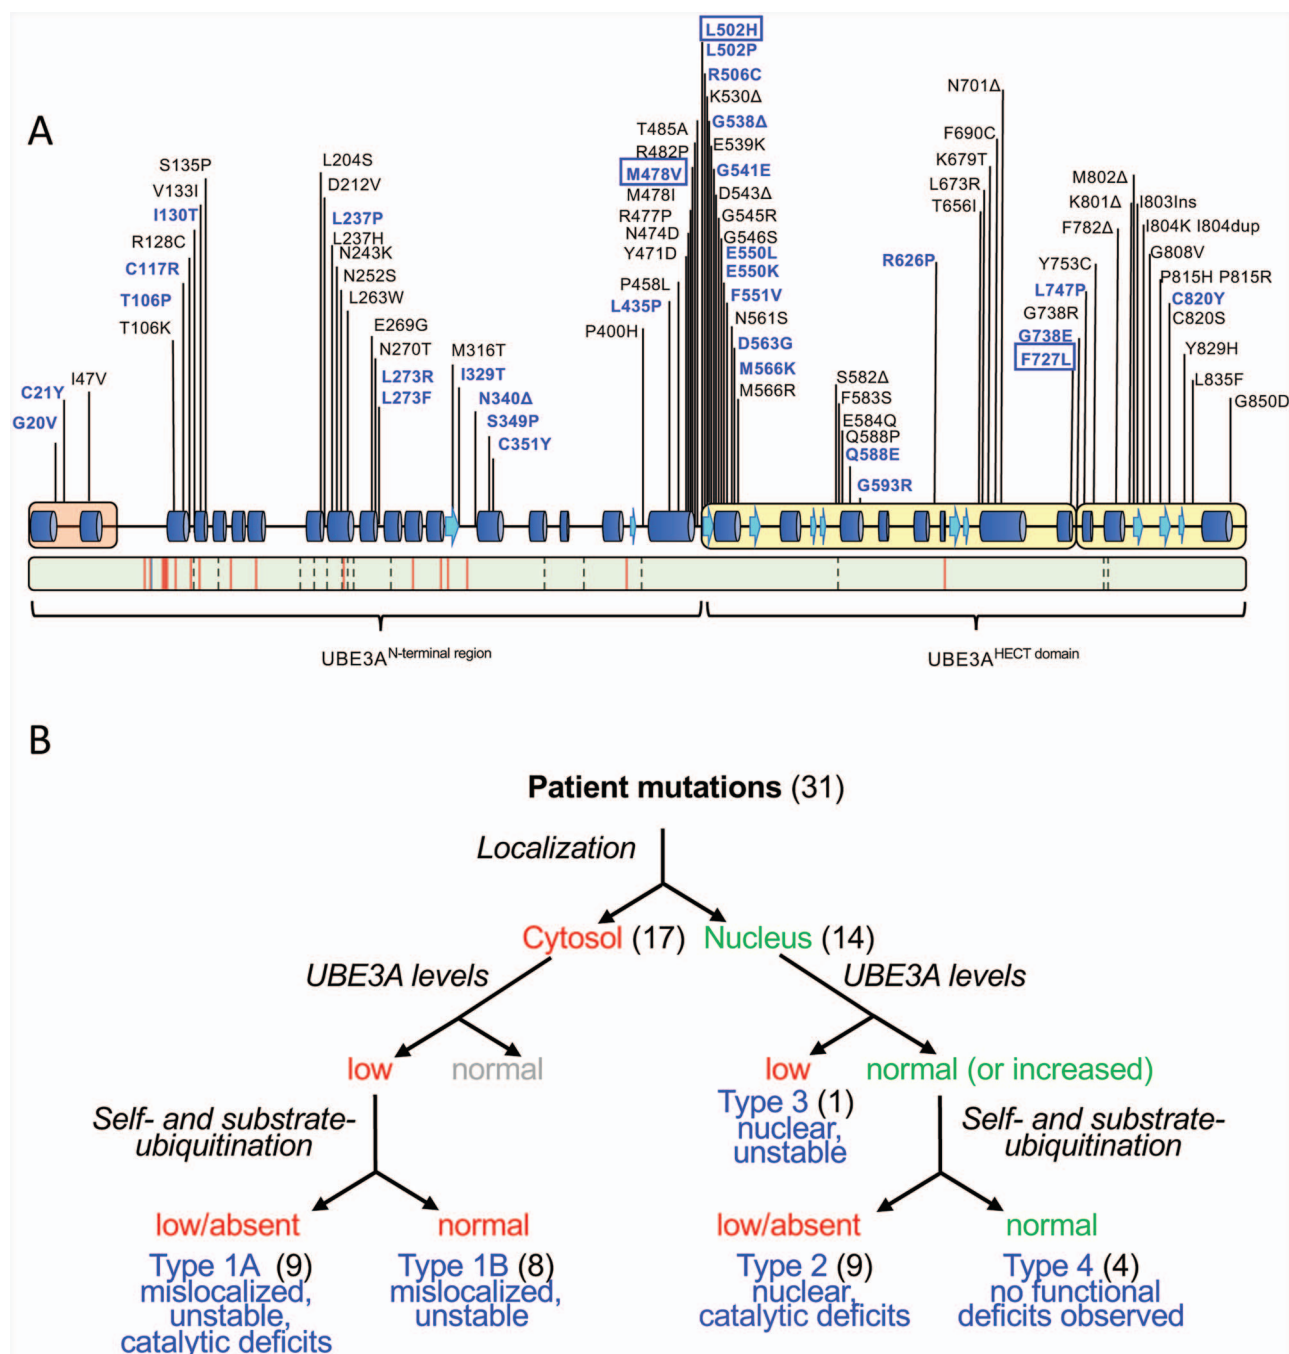 A
G20V
C21Y
I47V
T106K
T106P
C117R
R128C
I130T
V133I
S135P
L204S
D212V
L237P
L237H
N243K
N252S
L263W
E269G
N270T
L273R
L273F
M316T
I329T
N340Δ
S349P
C351Y
P400H
L435P
P458L
Y471D
N474D
R477P
M478I
M478V
R482P
T485A
L502H
L502P
R506C
K530Δ
G538Δ
E539K
G541E
D543Δ
G545R
G546S
E550L
E550K
F551V
N561S
D563G
M566K
M566R
S582Δ
F583S
E584Q
Q588P
Q588E
G593R
R626P
T656I
L673R
K679T
F690C
N701Δ
F727L
G738E
G738R
L747P
Y753C
F782Δ
K801Δ
M802Δ
I803Ins
I804K I804dup
G808V
P815H P815R
C820Y
C820S
Y829H
L835F
G850D
UBE3A N-terminal region
UBE3A HECT domain
B
Patient mutations (31)
Localization
Cytosol (17) Nucleus (14)
UBE3A levels
UBE3A levels
low
normal
low
normal (or increased)
Type 3 (1)
nuclear,
unstable
Self- and substrate-
ubiquitination
Self- and substrate-
ubiquitination
low/absent
Type 1A (9)
mislocalized,
unstable,
catalytic deficits
normal
Type 1B (8)
mislocalized,
unstable
low/absent
Type 2 (9)
nuclear,
catalytic deficits
normal
Type 4 (4)
no functional
deficits observed